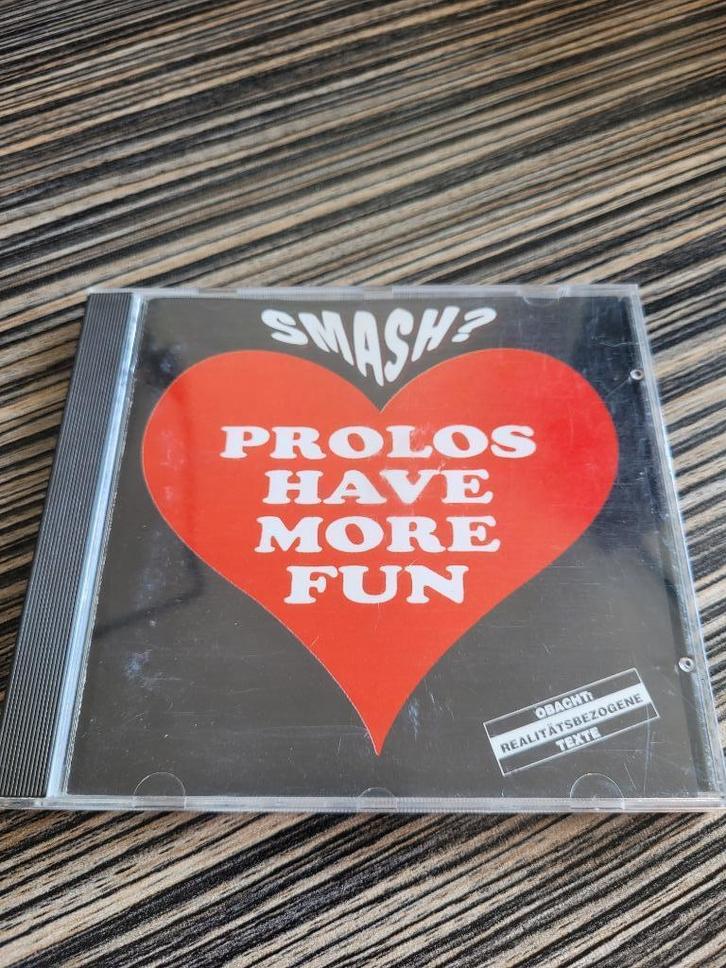 SMASH?
PROLOS
HAVE
MORE
FUN
OBACHT:
REALITÄTSBEZOGENE
TEXTE